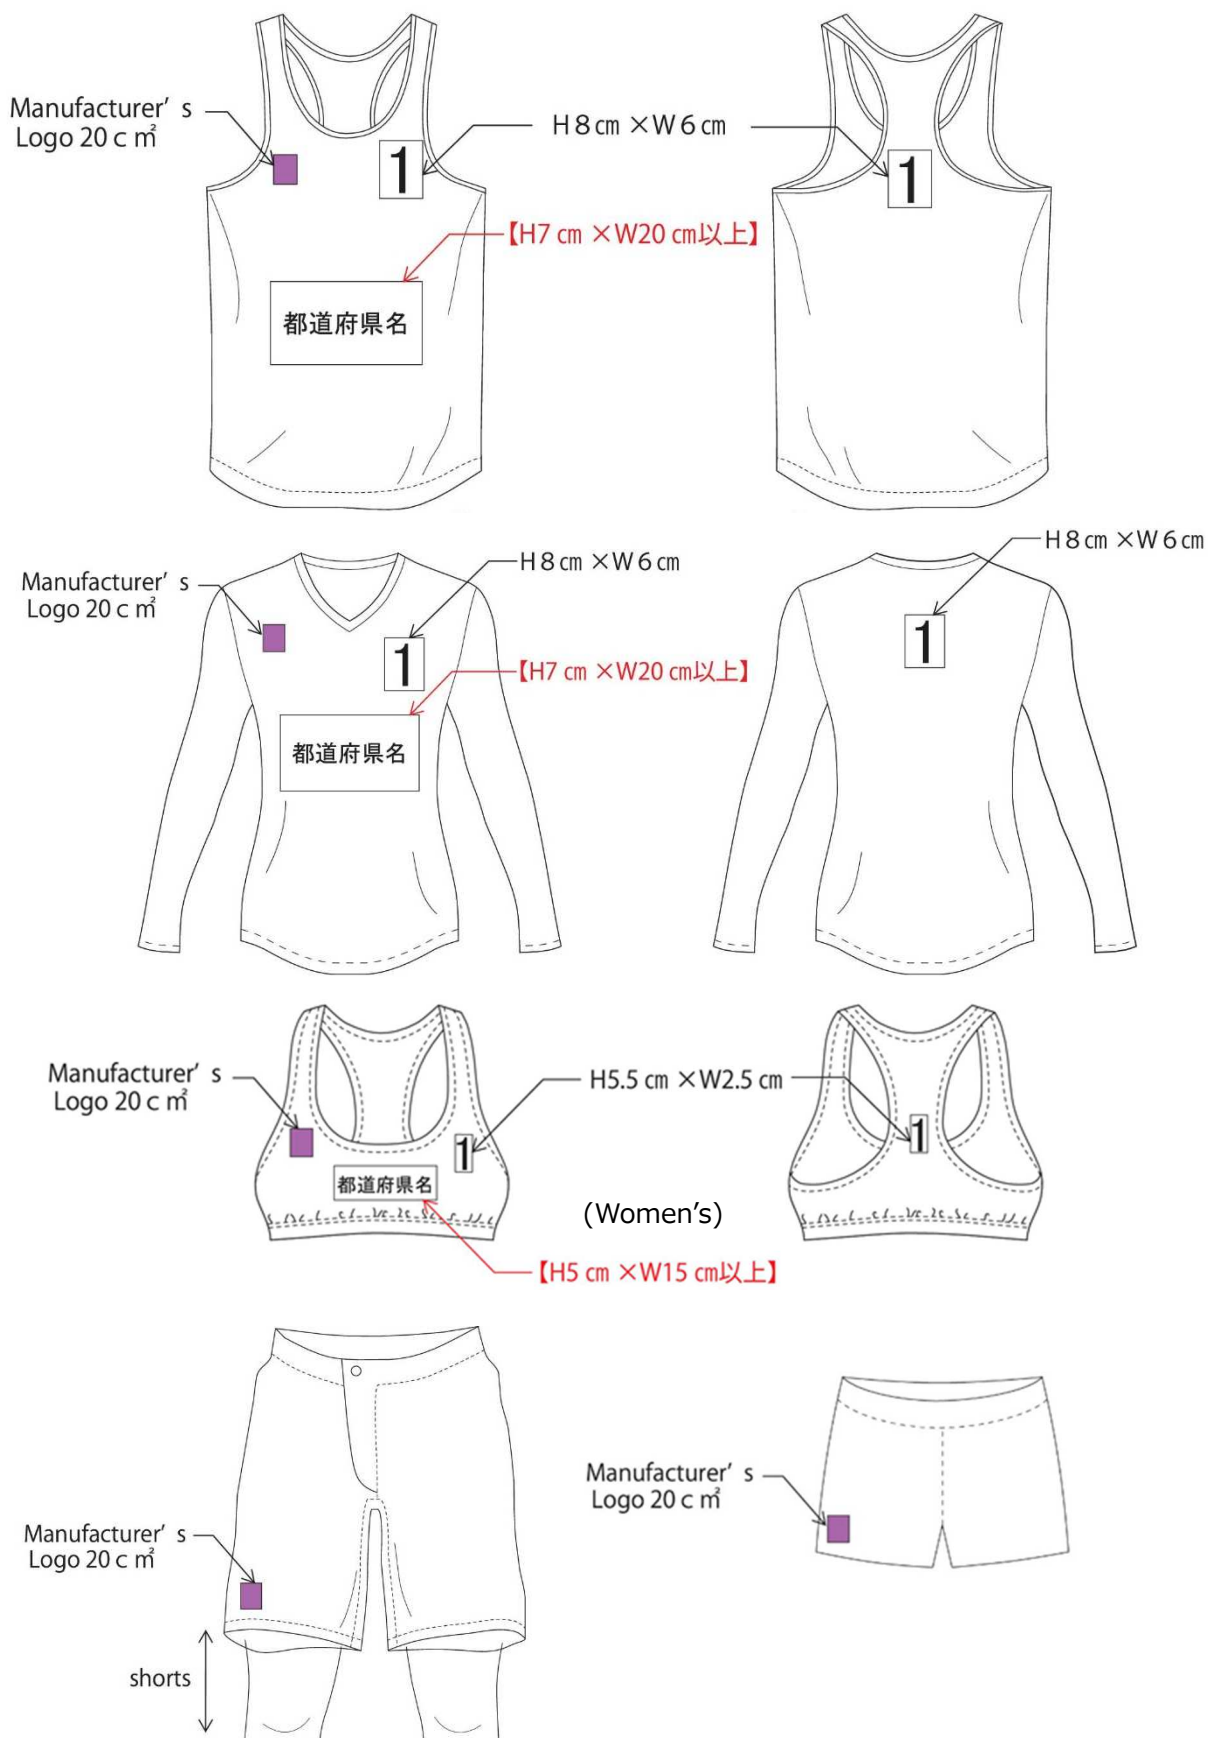 Manufacturer’ s
Logo 20 c ㎡
1
H 8 ㎝ ×W 6 ㎝
1
【H7 ㎝ ×W20 ㎝以上】
都道府県名
Manufacturer’ s
Logo 20 c ㎡
H 8 ㎝ ×W 6 ㎝
H 8 ㎝ ×W 6 ㎝
1
1
【H7 ㎝ ×W20 ㎝以上】
都道府県名
Manufacturer’ s
Logo 20 c ㎡
H5.5 ㎝ ×W2.5 ㎝
1
1
都道府県名
(Women’s)
【H5 ㎝ ×W15 ㎝以上】
Manufacturer’ s
Logo 20 c ㎡
Manufacturer’ s
Logo 20 c ㎡
shorts